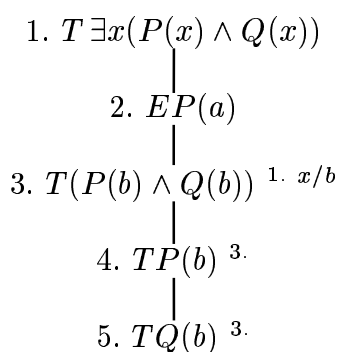 1. T ∃x(P(x) ∧ Q(x))
2. EP(a)
3. T(P(b) ∧ Q(b)) 1. x/b
4. TP(b) 3.
5. TQ(b) 3.